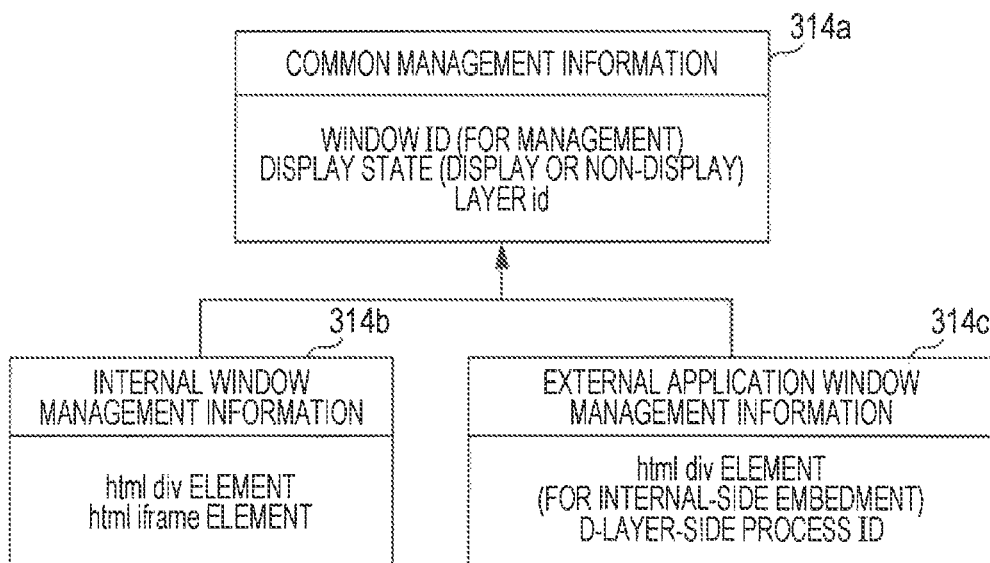 314a
COMMON MANAGEMENT INFORMATION
WINDOW ID (FOR MANAGEMENT)
DISPLAY STATE (DISPLAY OR NON-DISPLAY)
LAYER id
314b
INTERNAL WINDOW
MANAGEMENT INFORMATION
html div ELEMENT
html iframe ELEMENT
314c
EXTERNAL APPLICATION WINDOW
MANAGEMENT INFORMATION
html div ELEMENT
(FOR INTERNAL-SIDE EMBEDMENT)
D-LAYER-SIDE PROCESS ID